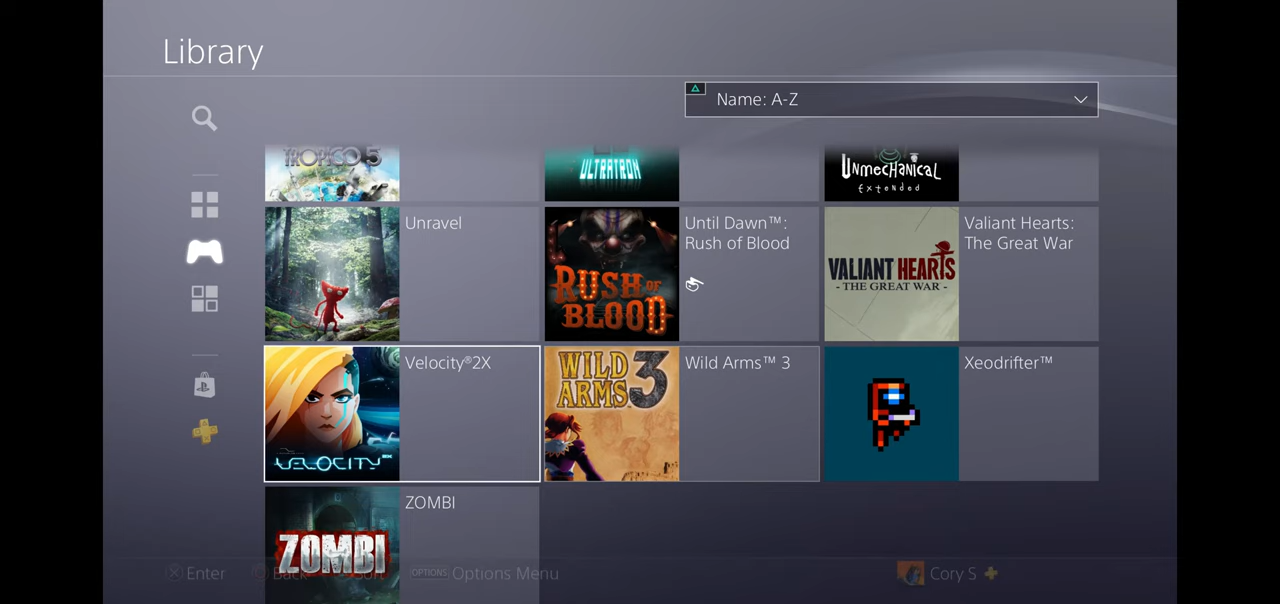 Library
Name: A-Z
TROPICO 5
ULTRATRON
UNMECHANICAL
Extended
Unravel
RUSH OF
BLOOD
Until Dawn™:
Rush of Blood
VALIANT HEARTS
- THE GREAT WAR -
Valiant Hearts:
The Great War
VELOCITY 2X
Velocity®2X
WILD
ARMS 3
Wild Arms™ 3
Xeodrifter™
ZOMBI
ZOMBI
Enter
Back
Sort
OPTIONS Options Menu
Cory S